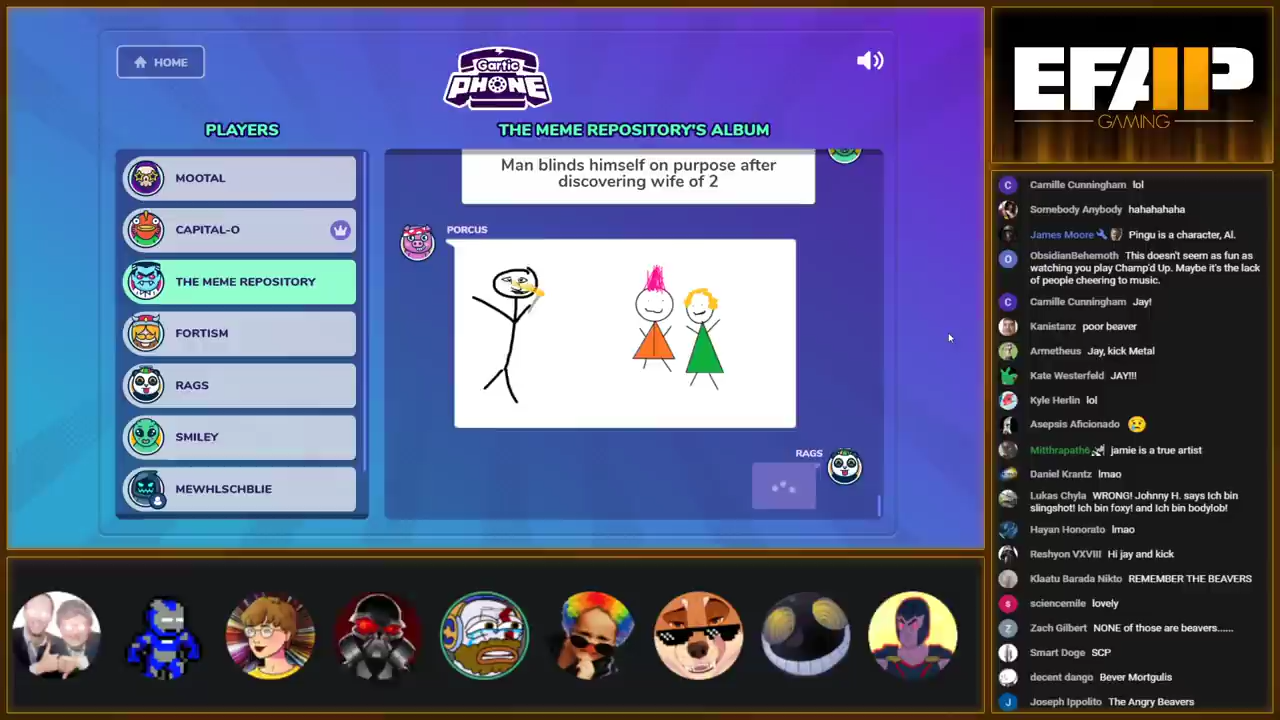 HOME
Gartic
PHONE
PLAYERS
THE MEME REPOSITORY'S ALBUM
MOOTAL
CAPITAL-O
THE MEME REPOSITORY
FORTISM
RAGS
SMILEY
MEWHLSCHBLIE
Man blinds himself on purpose after
discovering wife of 2
PORCUS
RAGS
EFAP
GAMING
Camille Cunningham lol
Somebody Anybody hahahahaha
James Moore Pingu is a character, Al.
ObsidianBehemoth This doesn't seem as fun as
watching you play Champ'd Up. Maybe it's the lack
of people cheering to music.
Camille Cunningham Jay!
Kanistanz poor beaver
Armetheus Jay, kick Metal
Kate Westerfeld JAY!!!
Kyle Herlin lol
Asepsis Aficionado
Mitthrapath6 jamie is a true artist
Daniel Krantz lmao
Lukas Chyla WRONG! Johnny H. says Ich bin
slingshot! Ich bin foxy! and Ich bin bodylob!
Hayan Honorato lmao
Reshyon VXVIII Hi jay and kick
Klaatu Barada Nikto REMEMBER THE BEAVERS
sciencemile lovely
Zach Gilbert NONE of those are beavers......
Smart Doge SCP
decent dango Bever Mortgulis
Joseph Ippolito The Angry Beavers